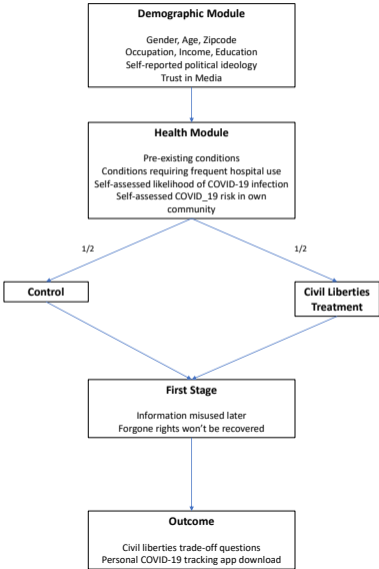 Demographic Module
Gender, Age, Zipcode
Occupation, Income, Education
Self-reported political ideology
Trust in Media
Health Module
Pre-existing conditions
Conditions requiring frequent hospital use
Self-assessed likelihood of COVID-19 infection
Self-assessed COVID_19 risk in own
community
1/2
1/2
Control
Civil Liberties
Treatment
First Stage
Information misused later
Forgone rights won't be recovered
Outcome
Civil liberties trade-off questions
Personal COVID-19 tracking app download